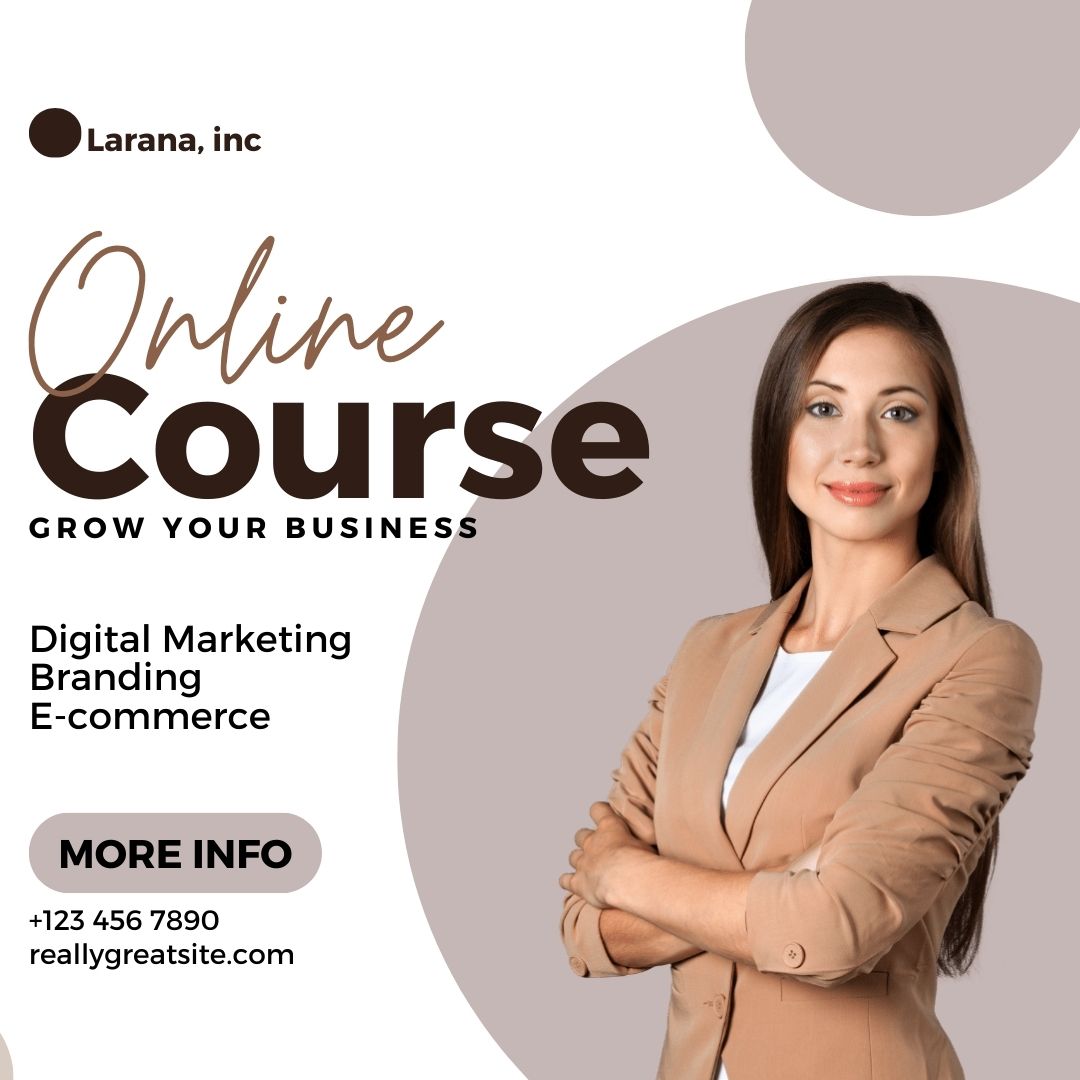 Larana, inc
Online
Course
GROW YOUR BUSINESS
Digital Marketing
Branding
E-commerce
MORE INFO
+123 456 7890
reallygreatsite.com